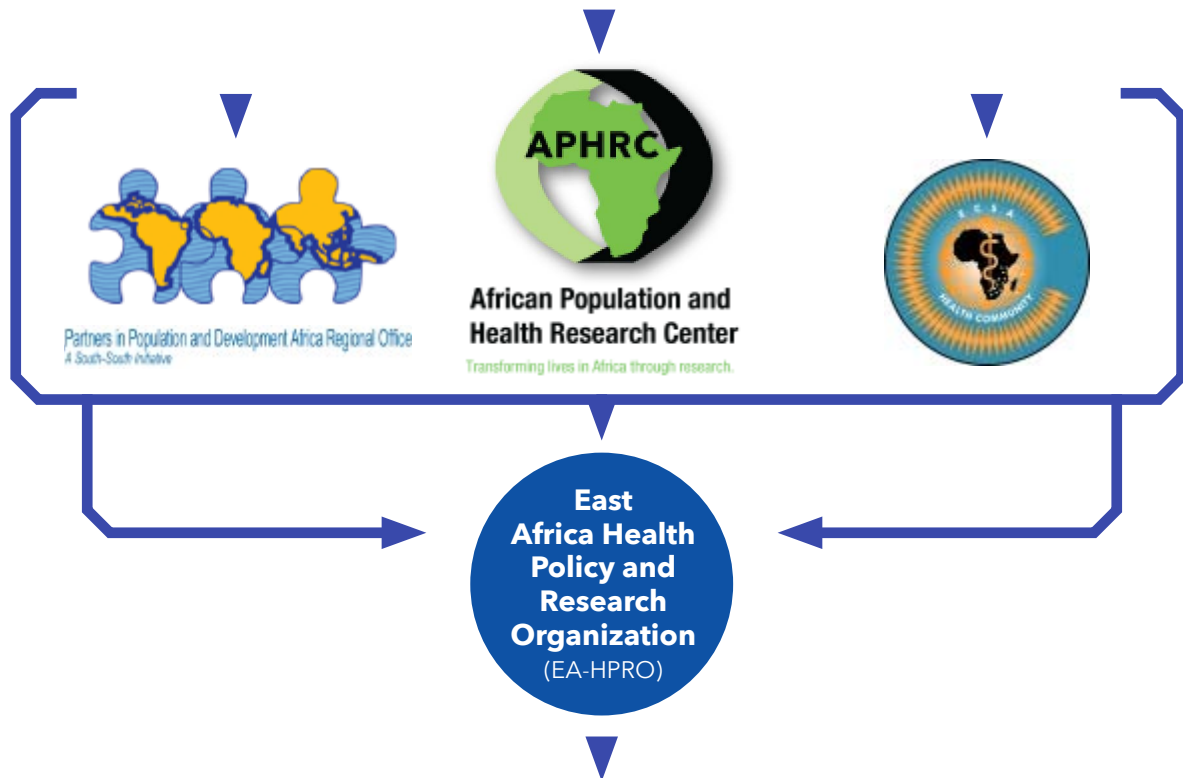 Partners in Population and Development Africa Regional Office
A South-South Initiative
APHRC
African Population and
Health Research Center
Transforming lives in Africa through research.
ECSA
HEALTH COMMUNITY
East
Africa Health
Policy and
Research
Organization
(EA-HPRO)